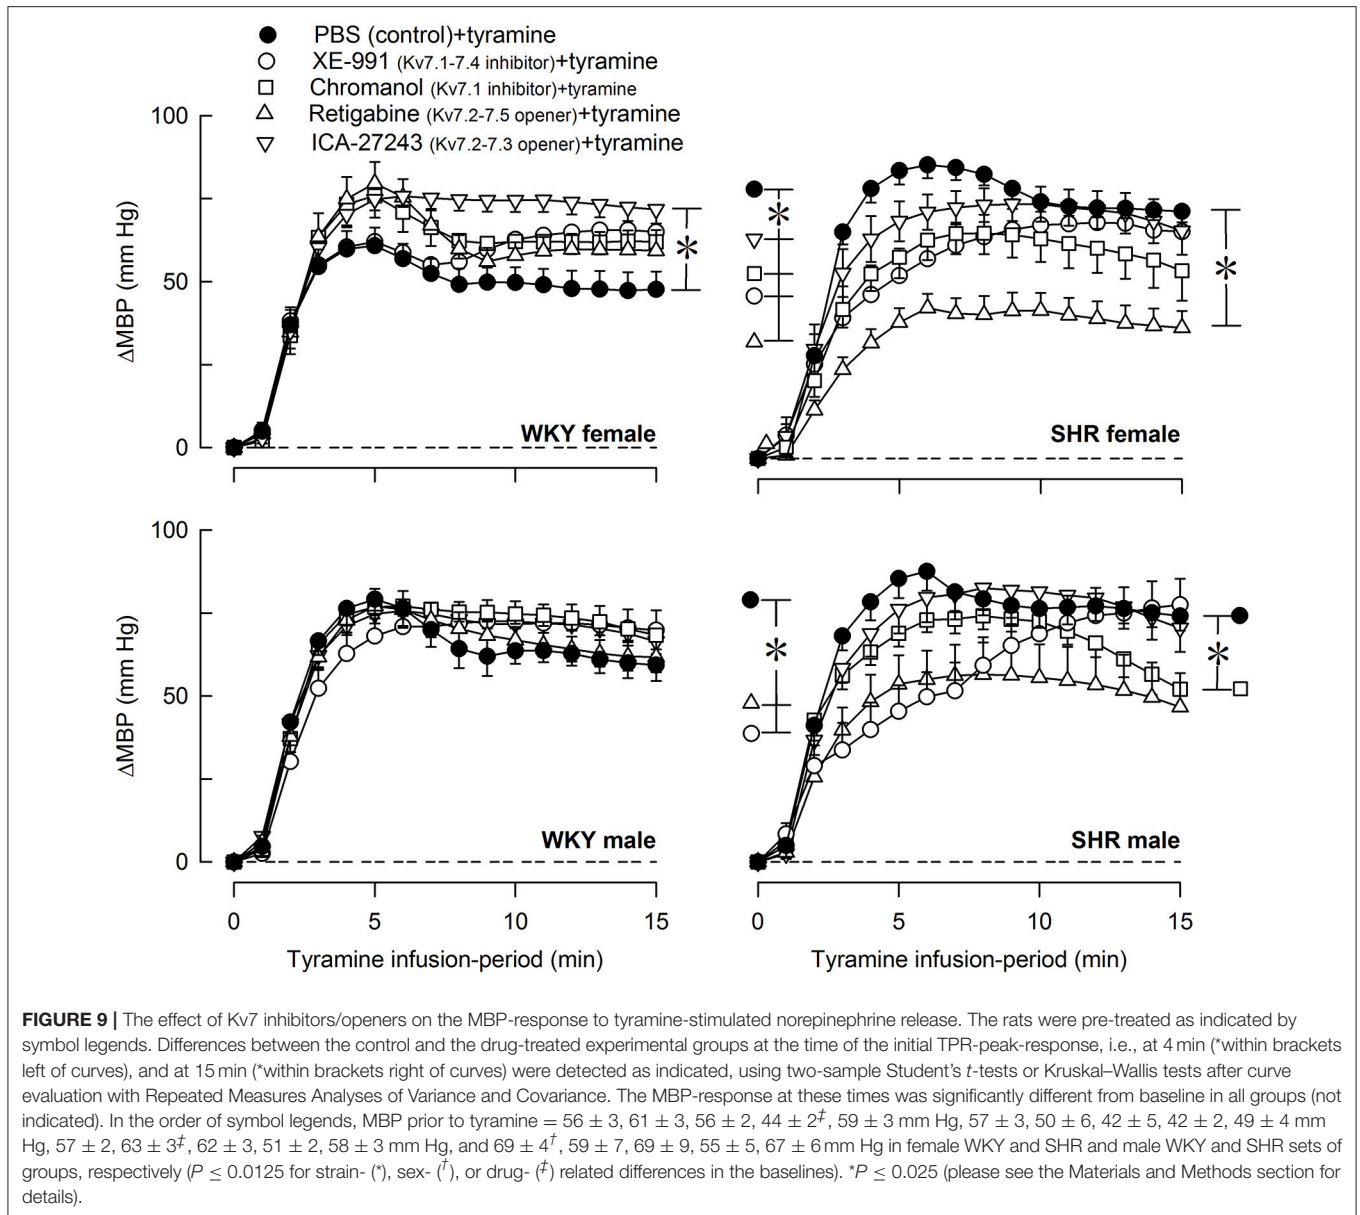 PBS (control)+tyramine
XE-991 (Kv7.1-7.4 inhibitor)+tyramine
Chromanol (Kv7.1 inhibitor)+tyramine
Retigabine (Kv7.2-7.5 opener)+tyramine
ICA-27243 (Kv7.2-7.3 opener)+tyramine
100
50
0
ΔMBP (mm Hg)
*
WKY female
*
*
SHR female
100
50
0
ΔMBP (mm Hg)
WKY male
*
*
SHR male
0 5 10 15
0 5 10 15
Tyramine infusion-period (min)
Tyramine infusion-period (min)
FIGURE 9 | The effect of Kv7 inhibitors/openers on the MBP-response to tyramine-stimulated norepinephrine release. The rats were pre-treated as indicated by
symbol legends. Differences between the control and the drug-treated experimental groups at the time of the initial TPR-peak-response, i.e., at 4 min (*within brackets
left of curves), and at 15 min (*within brackets right of curves) were detected as indicated, using two-sample Student's t-tests or Kruskal–Wallis tests after curve
evaluation with Repeated Measures Analyses of Variance and Covariance. The MBP-response at these times was significantly different from baseline in all groups (not
indicated). In the order of symbol legends, MBP prior to tyramine = 56 ± 3, 61 ± 3, 56 ± 2, 44 ± 2‡, 59 ± 3 mm Hg, 57 ± 3, 50 ± 6, 42 ± 5, 42 ± 2, 49 ± 4 mm
Hg, 57 ± 2, 63 ± 3‡, 62 ± 3, 51 ± 2, 58 ± 3 mm Hg, and 69 ± 4†, 59 ± 7, 69 ± 9, 55 ± 5, 67 ± 6 mm Hg in female WKY and SHR and male WKY and SHR sets of
groups, respectively (P ≤ 0.0125 for strain- (*), sex- (†), or drug- (‡) related differences in the baselines). *P ≤ 0.025 (please see the Materials and Methods section for
details).